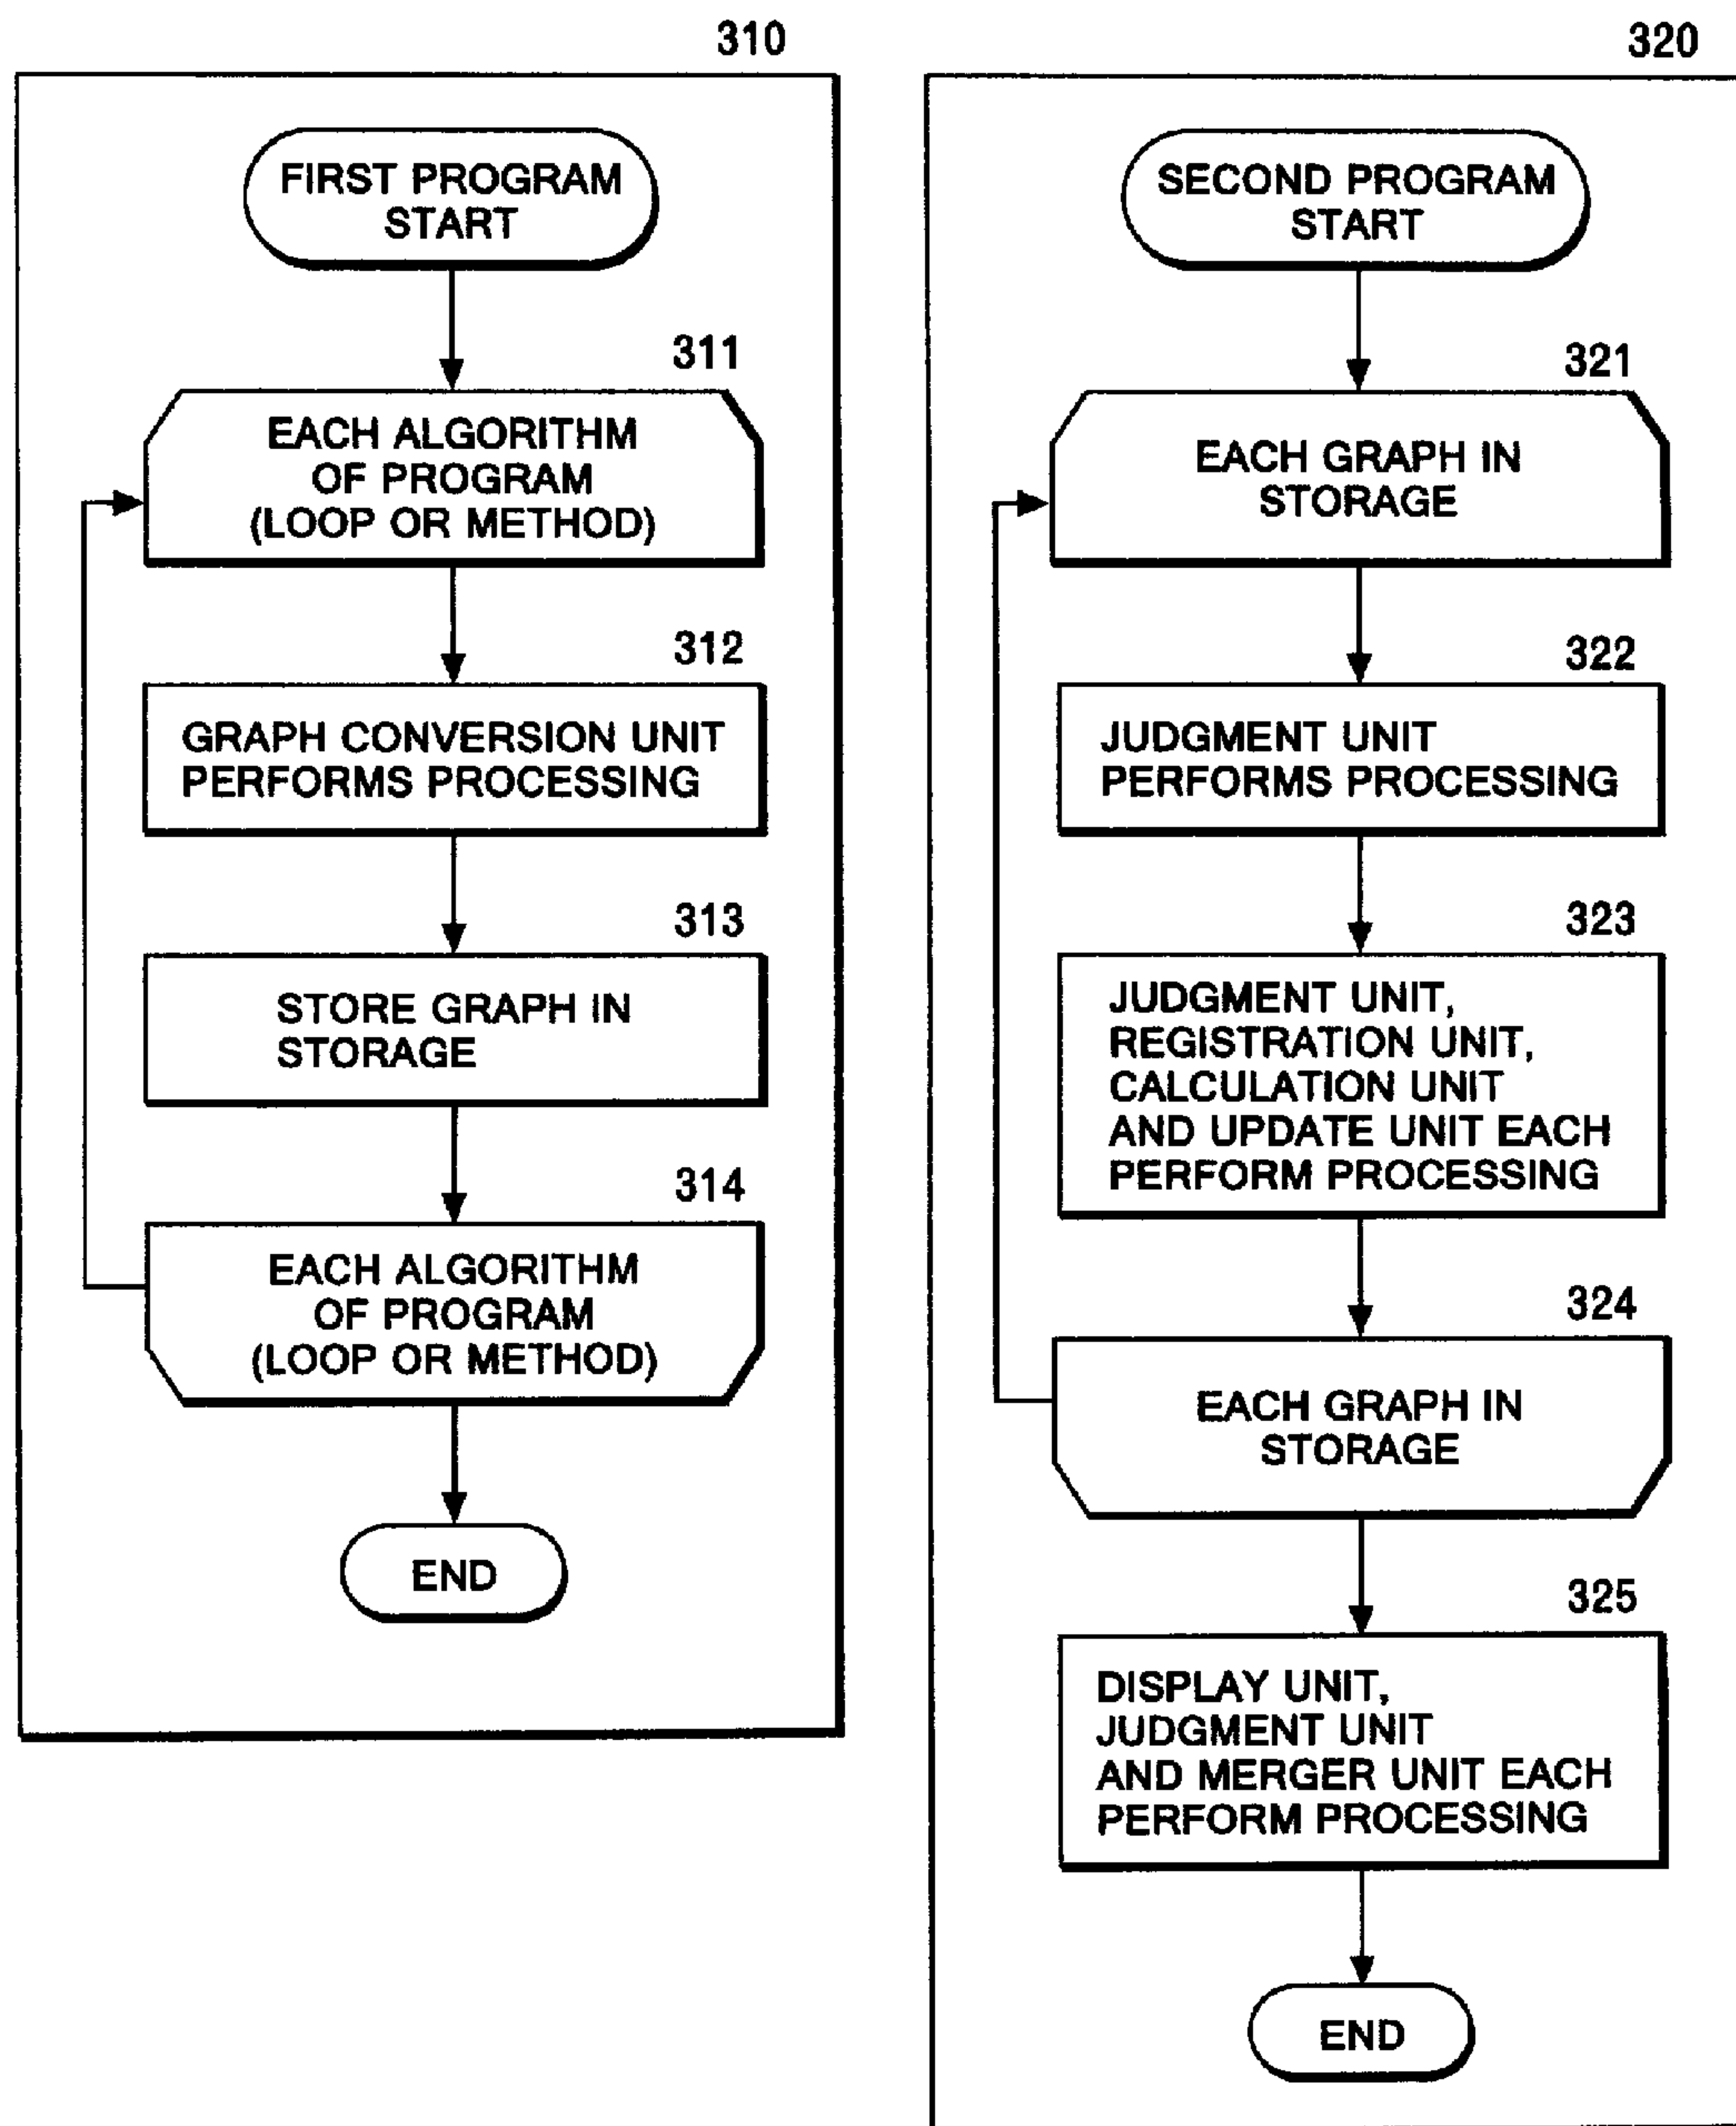 310
FIRST PROGRAM
START
311
EACH ALGORITHM
OF PROGRAM
(LOOP OR METHOD)
312
GRAPH CONVERSION UNIT
PERFORMS PROCESSING
313
STORE GRAPH IN
STORAGE
314
EACH ALGORITHM
OF PROGRAM
(LOOP OR METHOD)
END
320
SECOND PROGRAM
START
321
EACH GRAPH IN
STORAGE
322
JUDGMENT UNIT
PERFORMS PROCESSING
323
JUDGMENT UNIT,
REGISTRATION UNIT,
CALCULATION UNIT
AND UPDATE UNIT EACH
PERFORM PROCESSING
324
EACH GRAPH IN
STORAGE
325
DISPLAY UNIT,
JUDGMENT UNIT
AND MERGER UNIT EACH
PERFORM PROCESSING
END